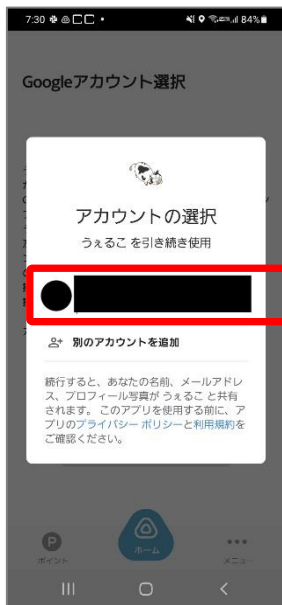 7:30
84%
Googleアカウント選択
アカウントの選択
うぇるこ を引き続き使用
別のアカウントを追加
続行すると、あなたの名前、メールアドレ
ス、プロフィール写真が うぇるこ と共有
されます。 このアプリを使用する前に、ア
プリのプライバシー ポリシーと利用規約を
ご確認ください。
P
ポイント
ホーム
メニュー